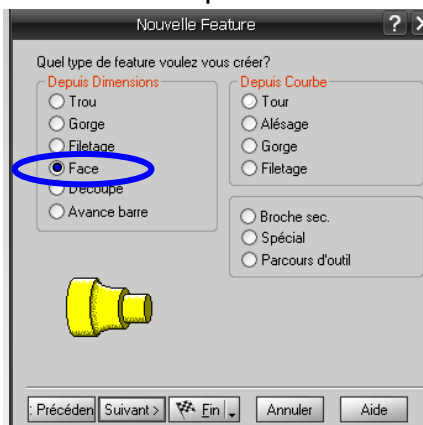 Nouvelle Feature
Quel type de feature voulez vous créer?
Depuis Dimensions
Trou
Gorge
Filetage
Face
Découpe
Avance barre
Depuis Courbe
Tour
Alésage
Gorge
Filetage
Broche sec.
Spécial
Parcours d'outil
: Précéden Suivant > Fin Annuler Aide